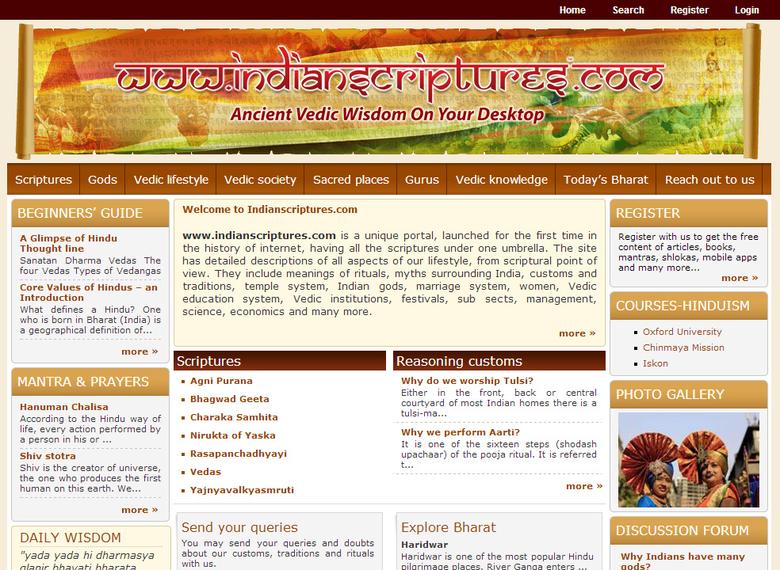 Home Search Register Login
www.indianscriptures.com
Ancient Vedic Wisdom On Your Desktop
Scriptures Gods Vedic lifestyle Vedic society Sacred places Gurus Vedic knowledge Today's Bharat Reach out to us
BEGINNERS' GUIDE
A Glimpse of Hindu
Thought line
Sanatan Dharma Vedas The
four Vedas Types of Vedangas
Core Values of Hindus – an
Introduction
What defines a Hindu? One
who is born in Bharat (India) is
a geographical definition of...
more »
MANTRA & PRAYERS
Hanuman Chalisa
According to the Hindu way of
life, every action performed by
a person in his or ...
Shiv stotra
Shiv is the creator of universe,
the one who produces the first
human on this earth. We...
more »
DAILY WISDOM
"yada yada hi dharmasya
glanir bhavati bharata
Welcome to Indianscriptures.com
www.indianscriptures.com is a unique portal, launched for the first time in
the history of internet, having all the scriptures under one umbrella. The site
has detailed descriptions of all aspects of our lifestyle, from scriptural point of
view. They include meanings of rituals, myths surrounding India, customs and
traditions, temple system, Indian gods, marriage system, women, Vedic
education system, Vedic institutions, festivals, sub sects, management,
science, economics and many more.
more »
Scriptures
Agni Purana
Bhagwad Geeta
Charaka Samhita
Nirukta of Yaska
Rasapanchadhyayi
Vedas
Yajnyavalkyasmruti
Reasoning customs
Why do we worship Tulsi?
Either in the front, back or central
courtyard of most Indian homes there is a
tulsi-ma...
Why we perform Aarti?
It is one of the sixteen steps (shodash
upachaar) of the pooja ritual. It is referred
t...
more »
Send your queries
You may send your queries and doubts
about our customs, traditions and rituals
with us.
Explore Bharat
Haridwar
Haridwar is one of the most popular Hindu
pilgrimage places. River Ganga enters ...
REGISTER
Register with us to get the free
content of articles, books,
mantras, shlokas, mobile apps
and many more...
more »
COURSES-HINDUISM
Oxford University
Chinmaya Mission
Iskon
PHOTO GALLERY
DISCUSSION FORUM
Why Indians have many
gods?